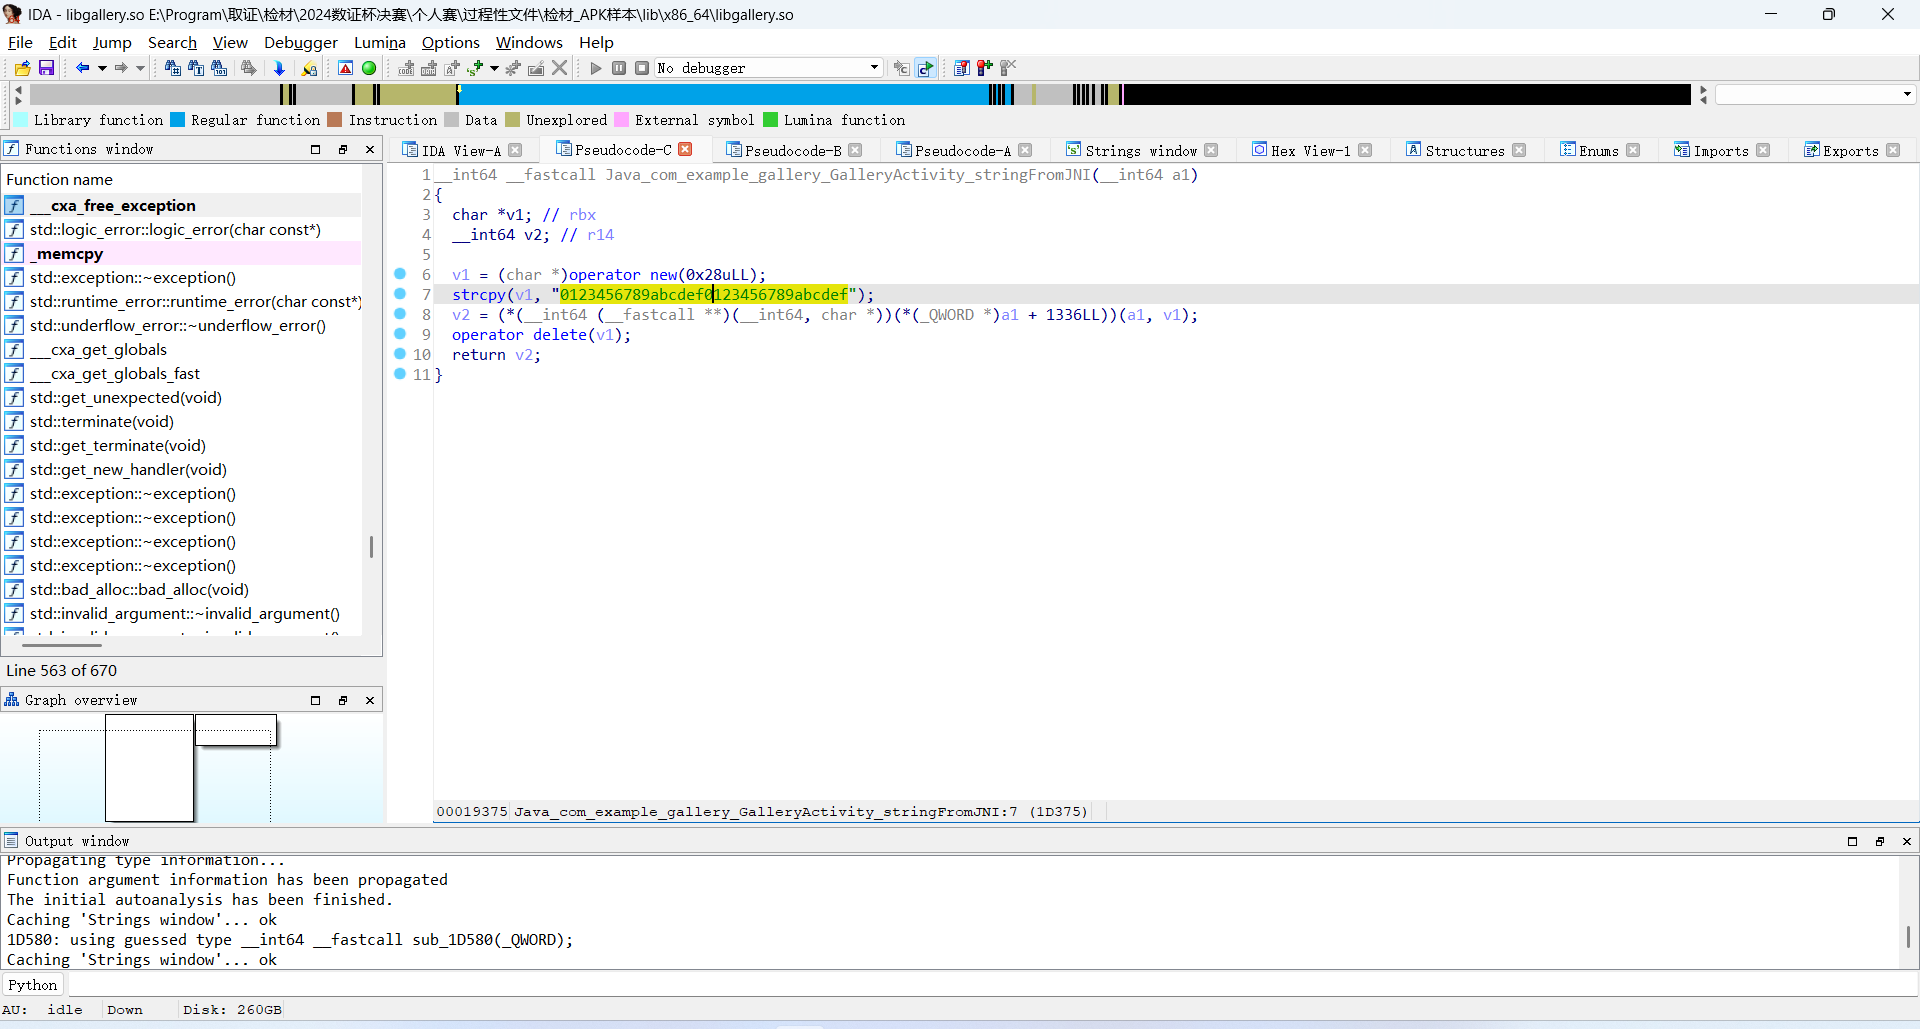 IDA - libgallery.so E:\Program\取证\检材\2024数证杯决赛\个人赛\过程性文件\检材_APK样本\lib\x86_64\libgallery.so
File Edit Jump Search View Debugger Lumina Options Windows Help
No debugger
Library function Regular function Instruction Data Unexplored External symbol Lumina function
Functions window
IDA View-A Pseudocode-C Pseudocode-B Pseudocode-A Strings window Hex View-1 Structures Enums Imports Exports
Function name
___cxa_free_exception
std::logic_error::logic_error(char const*)
_memcpy
std::exception::~exception()
std::runtime_error::runtime_error(char const*)
std::underflow_error::~underflow_error()
___cxa_get_globals
___cxa_get_globals_fast
std::get_unexpected(void)
std::terminate(void)
std::get_terminate(void)
std::get_new_handler(void)
std::exception::~exception()
std::exception::~exception()
std::exception::~exception()
std::exception::~exception()
std::bad_alloc::bad_alloc(void)
std::invalid_argument::~invalid_argument()
Line 563 of 670
Graph overview
1 __int64 __fastcall Java_com_example_gallery_GalleryActivity_stringFromJNI(__int64 a1)
2 {
3 char *v1; // rbx
4 __int64 v2; // r14
5
6 v1 = (char *)operator new(0x28uLL);
7 strcpy(v1, "0123456789abcdef0123456789abcdef");
8 v2 = (*(__int64 (__fastcall **)(__int64, char *))(*(_QWORD *)a1 + 1336LL))(a1, v1);
9 operator delete(v1);
10 return v2;
11 }
00019375 Java_com_example_gallery_GalleryActivity_stringFromJNI:7 (1D375)
Output window
Propagating type information...
Function argument information has been propagated
The initial autoanalysis has been finished.
Caching 'Strings window'... ok
1D580: using guessed type __int64 __fastcall sub_1D580(_QWORD);
Caching 'Strings window'... ok
Python
AU: idle Down Disk: 260GB